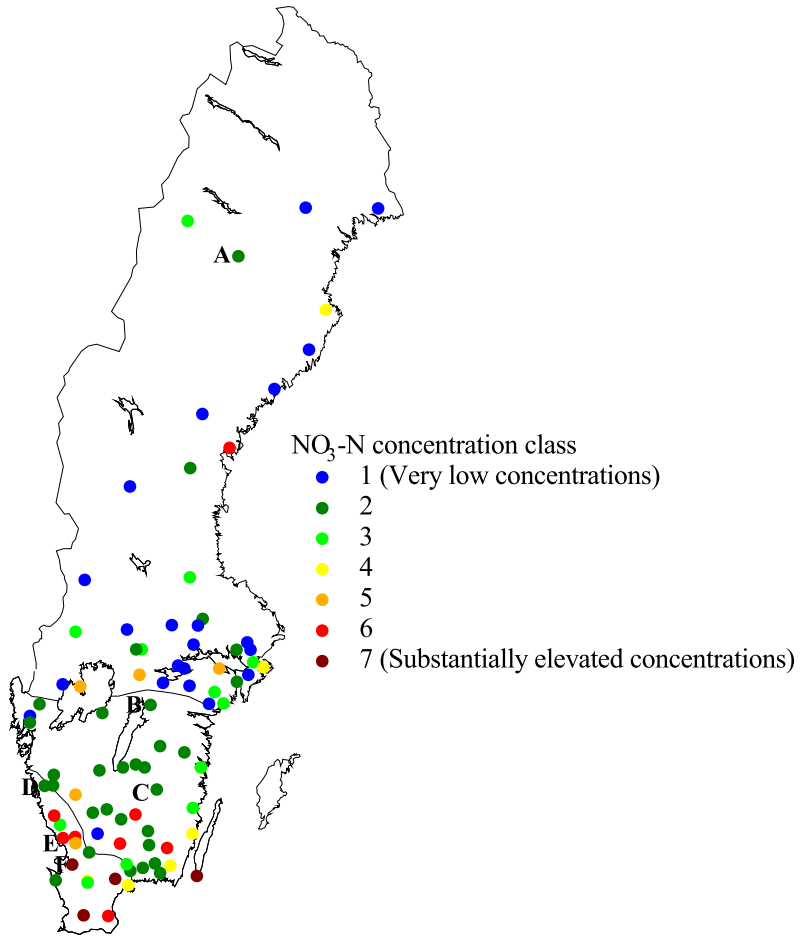 A
NO3-N concentration class
1 (Very low concentrations)
2
3
4
5
6
7 (Substantially elevated concentrations)
B
D
C
E
F